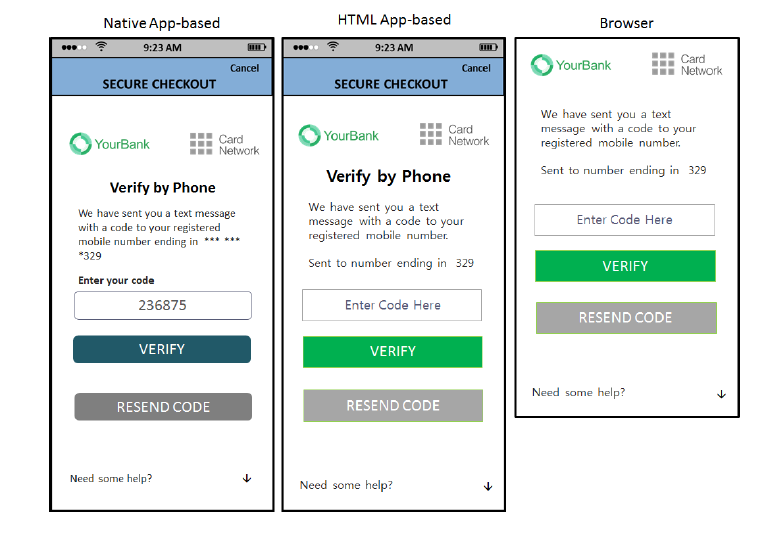 Native App-based
9:23 AM
Cancel
SECURE CHECKOUT
YourBank
Card
Network
Verify by Phone
We have sent you a text message
with a code to your registered
mobile number ending in *** ***
*329
Enter your code
236875
VERIFY
RESEND CODE
Need some help?
HTML App-based
9:23 AM
Cancel
SECURE CHECKOUT
YourBank
Card
Network
Verify by Phone
We have sent you a text
message with a code to your
registered mobile number.
Sent to number ending in 329
Enter Code Here
VERIFY
RESEND CODE
Need some help?
Browser
YourBank
Card
Network
We have sent you a text
message with a code to your
registered mobile number.
Sent to number ending in 329
Enter Code Here
VERIFY
RESEND CODE
Need some help?